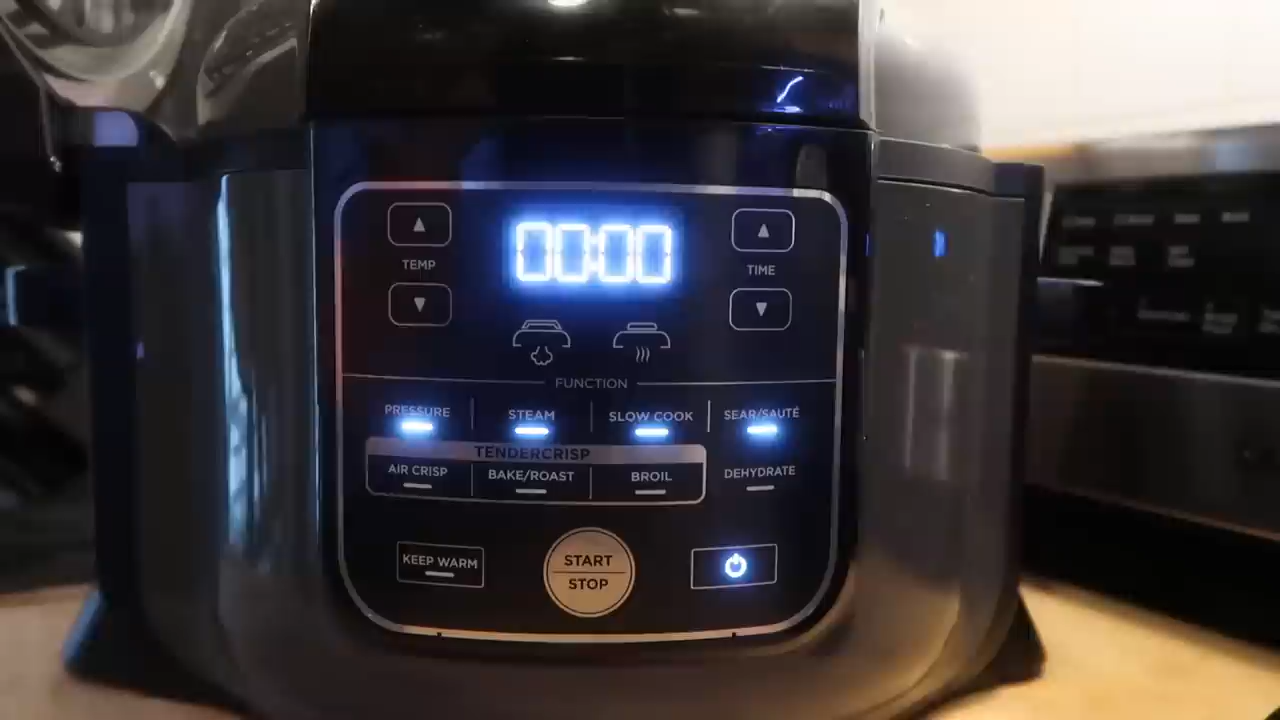 00:00
TEMP
TIME
FUNCTION
PRESSURE STEAM SLOW COOK SEAR/SAUTÉ
TENDERCRISP
AIR CRISP BAKE/ROAST BROIL DEHYDRATE
KEEP WARM
START
STOP